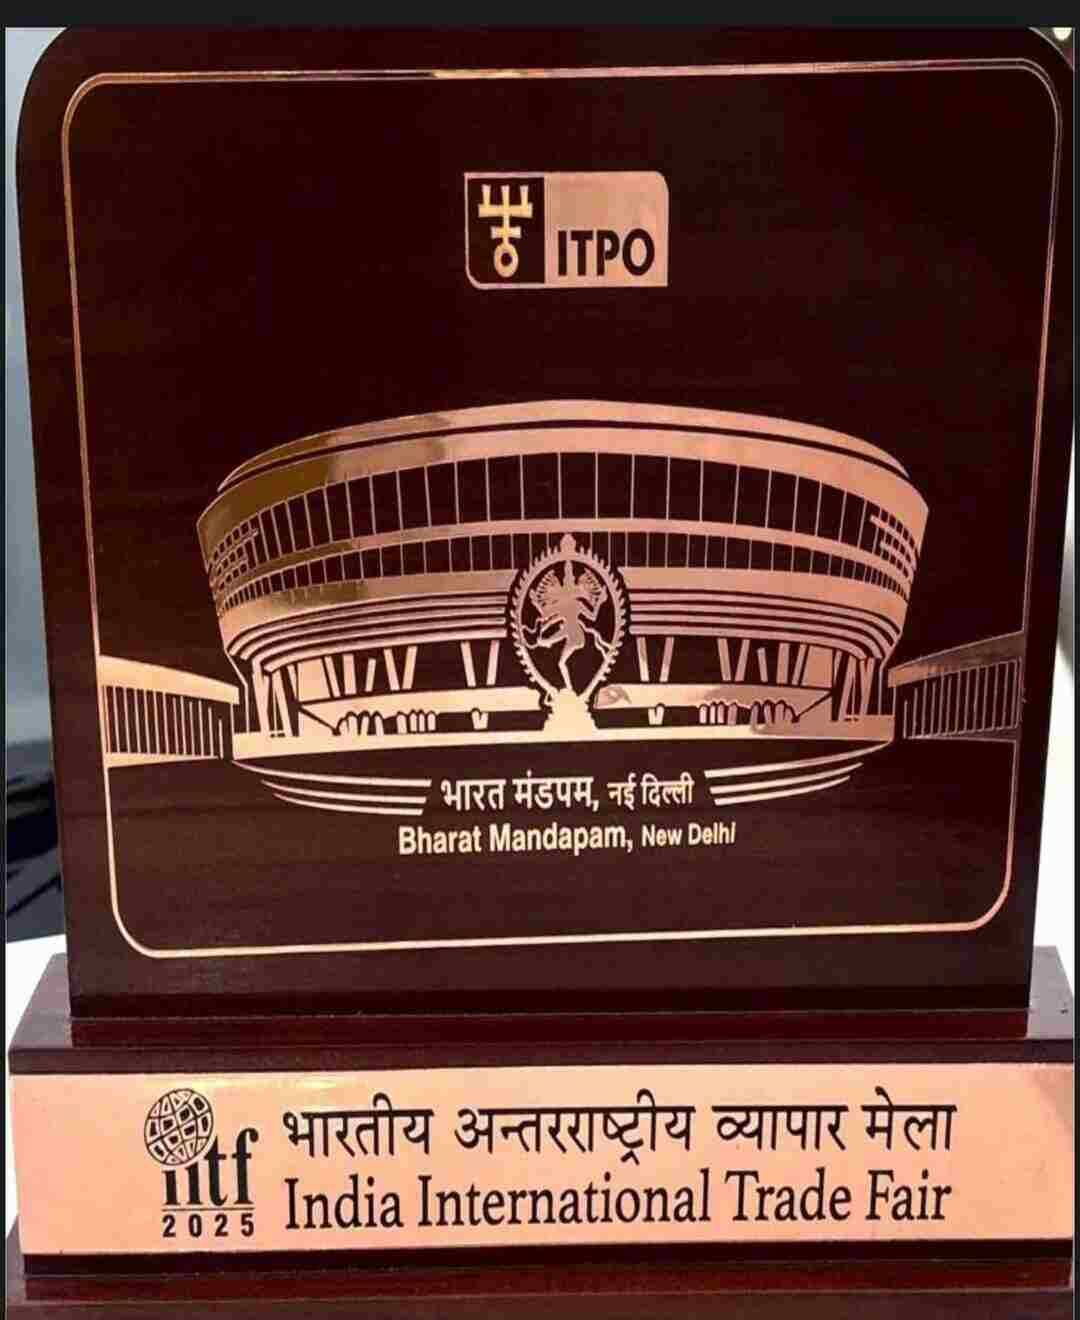 ITPO
भारत मंडपम, नई दिल्ली
Bharat Mandapam, New Delhi
iitf
2025
भारतीय अन्तरराष्ट्रीय व्यापार मेला
India International Trade Fair